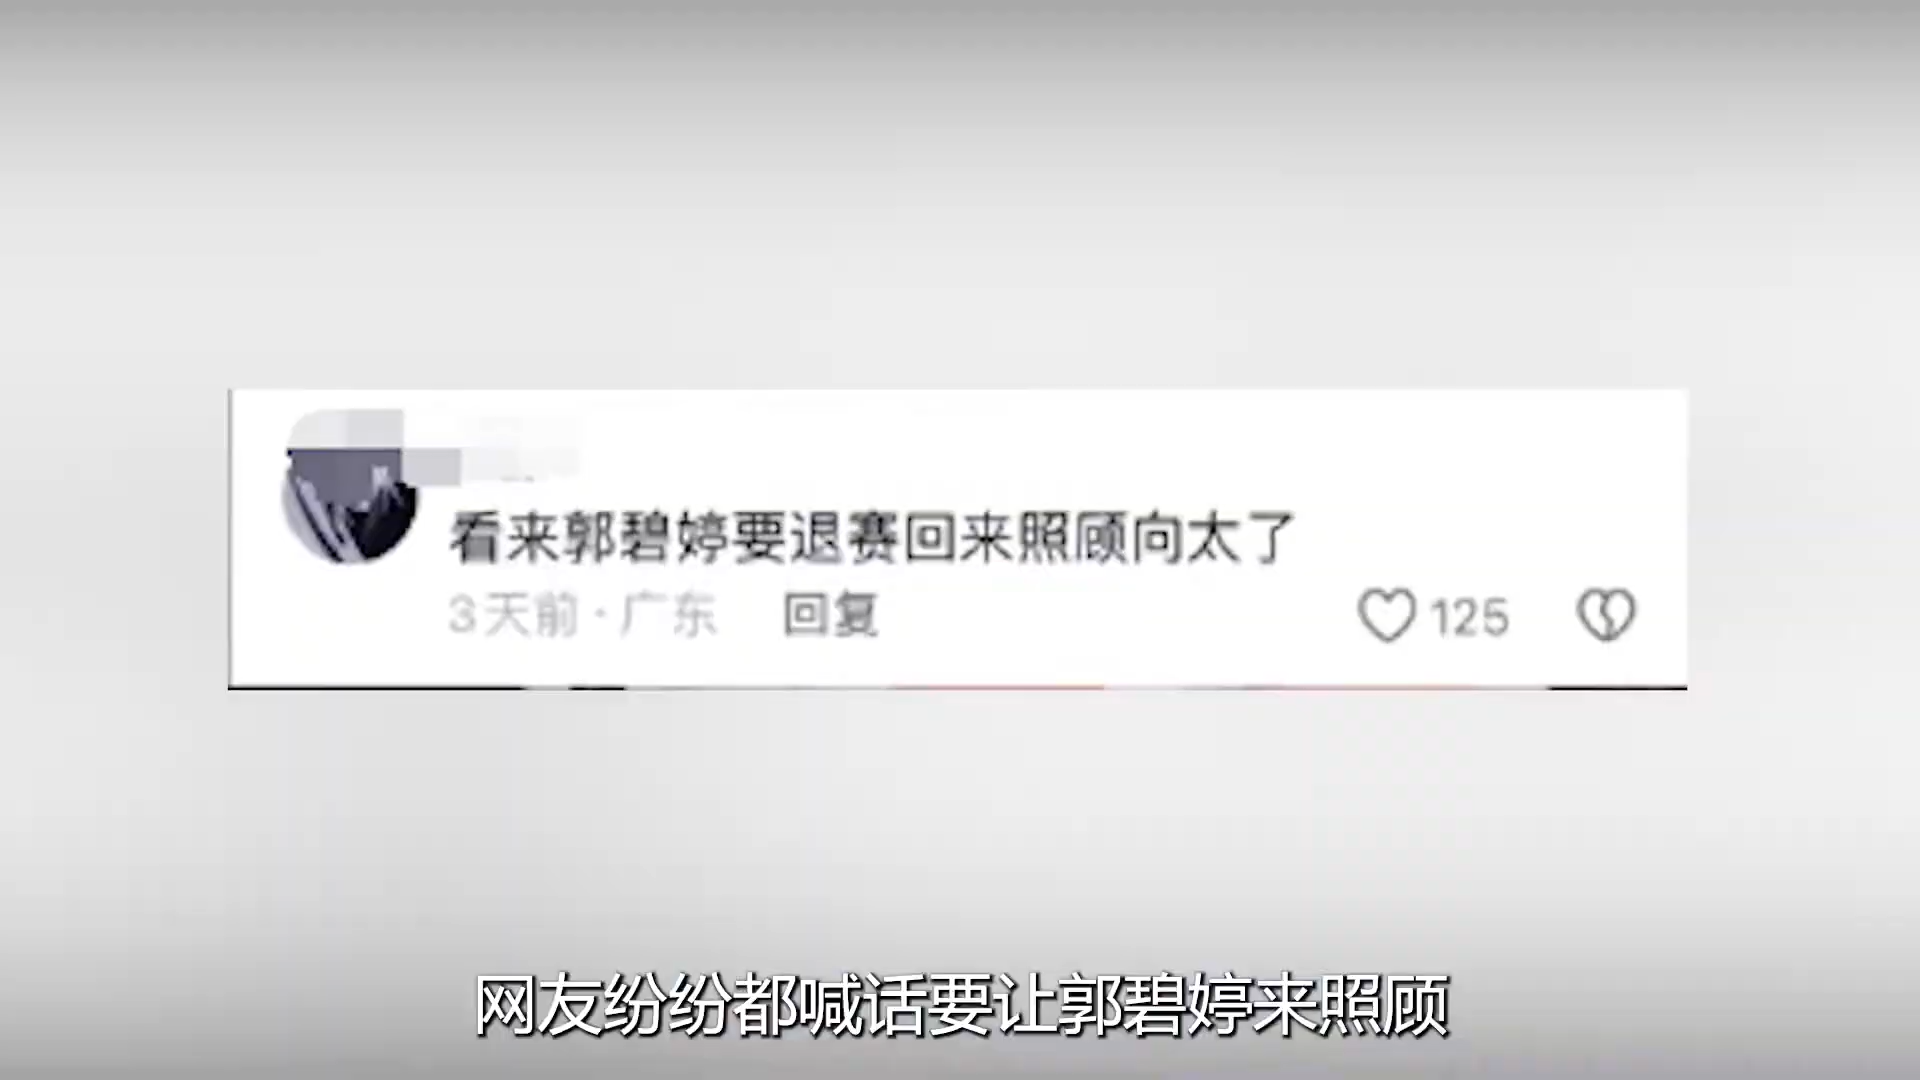 看来郭碧婷要退赛回来照顾向太了
3天前·广东 回复 125
网友纷纷都喊话要让郭碧婷来照顾